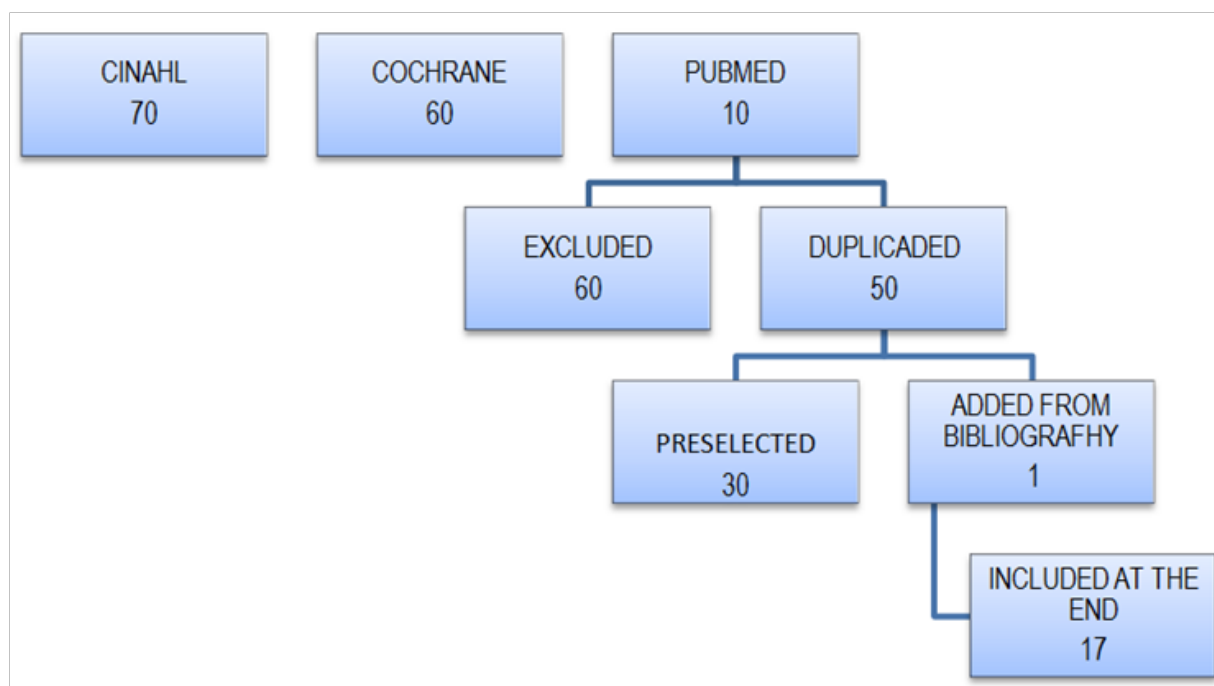 CINAHL
70
COCHRANE
60
PUBMED
10
EXCLUDED
60
DUPLICADED
50
PRESELECTED
30
ADDED FROM
BIBLIOGRAFHY
1
INCLUDED AT THE
END
17